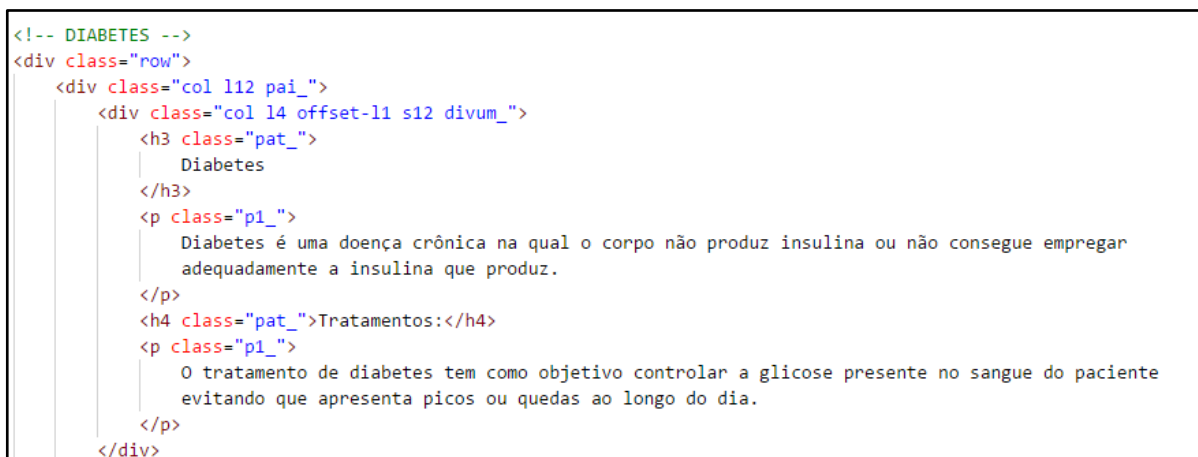 <!-- DIABETES -->
<div class="row">
<div class="col l12 pai_">
<div class="col l4 offset-l1 s12 divum_">
<h3 class="pat_">
Diabetes
</h3>
<p class="p1_">
Diabetes é uma doença crônica na qual o corpo não produz insulina ou não consegue empregar
adequadamente a insulina que produz.
</p>
<h4 class="pat_">Tratamentos:</h4>
<p class="p1_">
O tratamento de diabetes tem como objetivo controlar a glicose presente no sangue do paciente
evitando que apresenta picos ou quedas ao longo do dia.
</p>
</div>